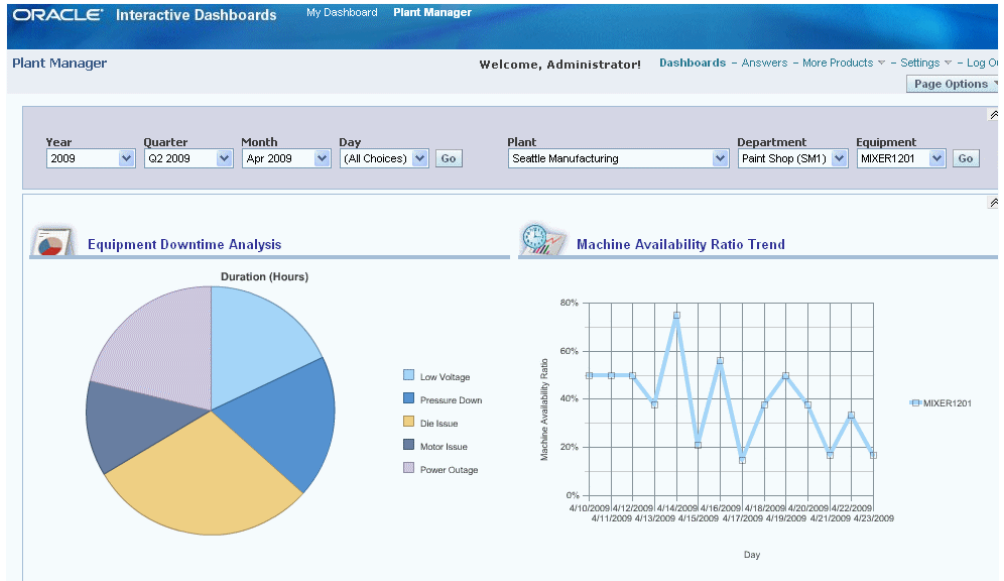 ORACLE® Interactive Dashboards My Dashboard Plant Manager
Plant Manager
Welcome, Administrator! Dashboards - Answers - More Products - Settings - Log
Page Options
Year Quarter Month Day Plant Department Equipment
2009 Q2 2009 Apr 2009 (All Choices) Go Seattle Manufacturing Paint Shop (SM1) MIXER1201 Go
Equipment Downtime Analysis
Duration (Hours)
Low Voltage
Pressure Down
Die Issue
Motor Issue
Power Outage
Machine Availability Ratio Trend
Machine Availability Ratio
80%
60%
40%
20%
0%
4/10/2009 4/12/2009 4/14/2009 4/16/2009 4/18/2009 4/20/2009 4/22/2009
4/11/2009 4/13/2009 4/15/2009 4/17/2009 4/19/2009 4/21/2009 4/23/2009
Day
MIXER1201